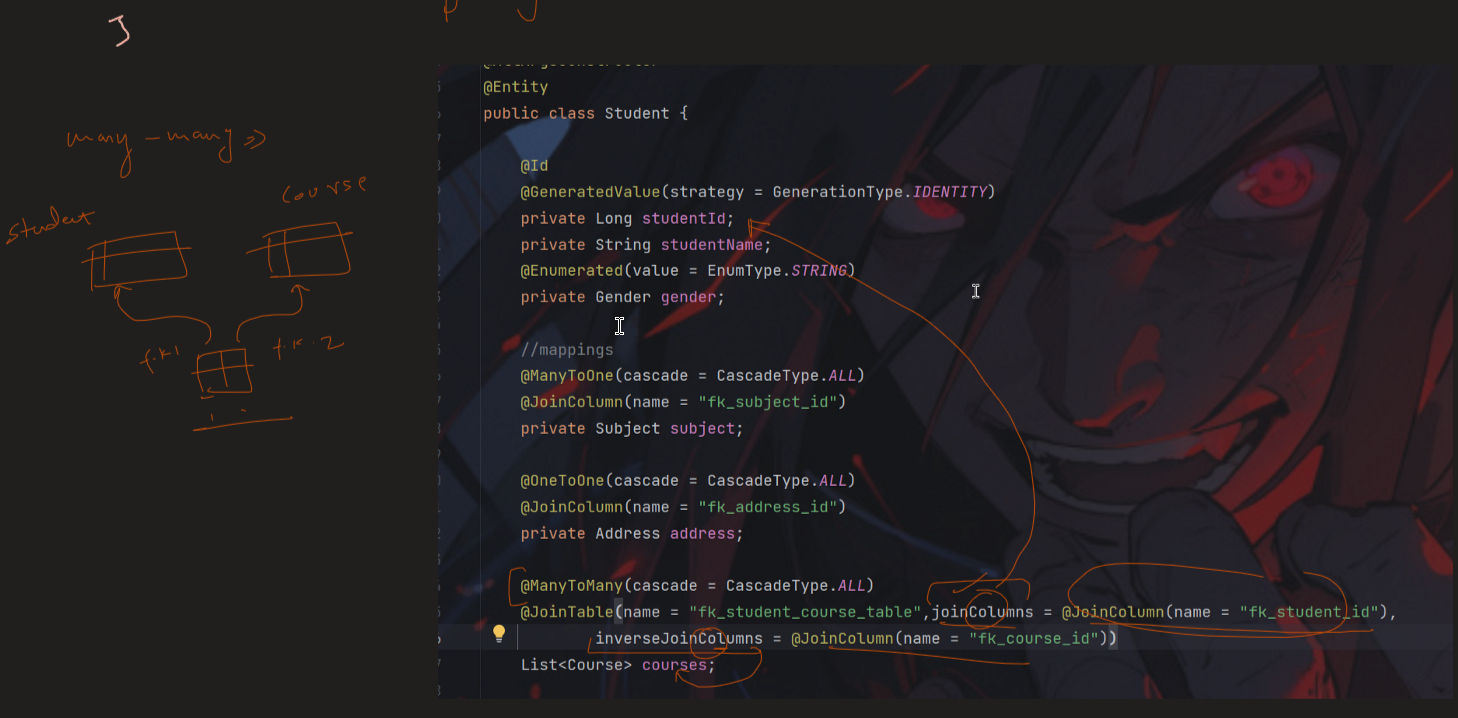 many - many =>
student
course
f.k1
f.k.2
@Entity
public class Student {
@Id
@GeneratedValue(strategy = GenerationType.IDENTITY)
private Long studentId;
private String studentName;
@Enumerated(value = EnumType.STRING)
private Gender gender;
//mappings
@ManyToOne(cascade = CascadeType.ALL)
@JoinColumn(name = "fk_subject_id")
private Subject subject;
@OneToOne(cascade = CascadeType.ALL)
@JoinColumn(name = "fk_address_id")
private Address address;
@ManyToMany(cascade = CascadeType.ALL)
@JoinTable(name = "fk_student_course_table",joinColumns = @JoinColumn(name = "fk_student_id"),
inverseJoinColumns = @JoinColumn(name = "fk_course_id"))
List<Course> courses;